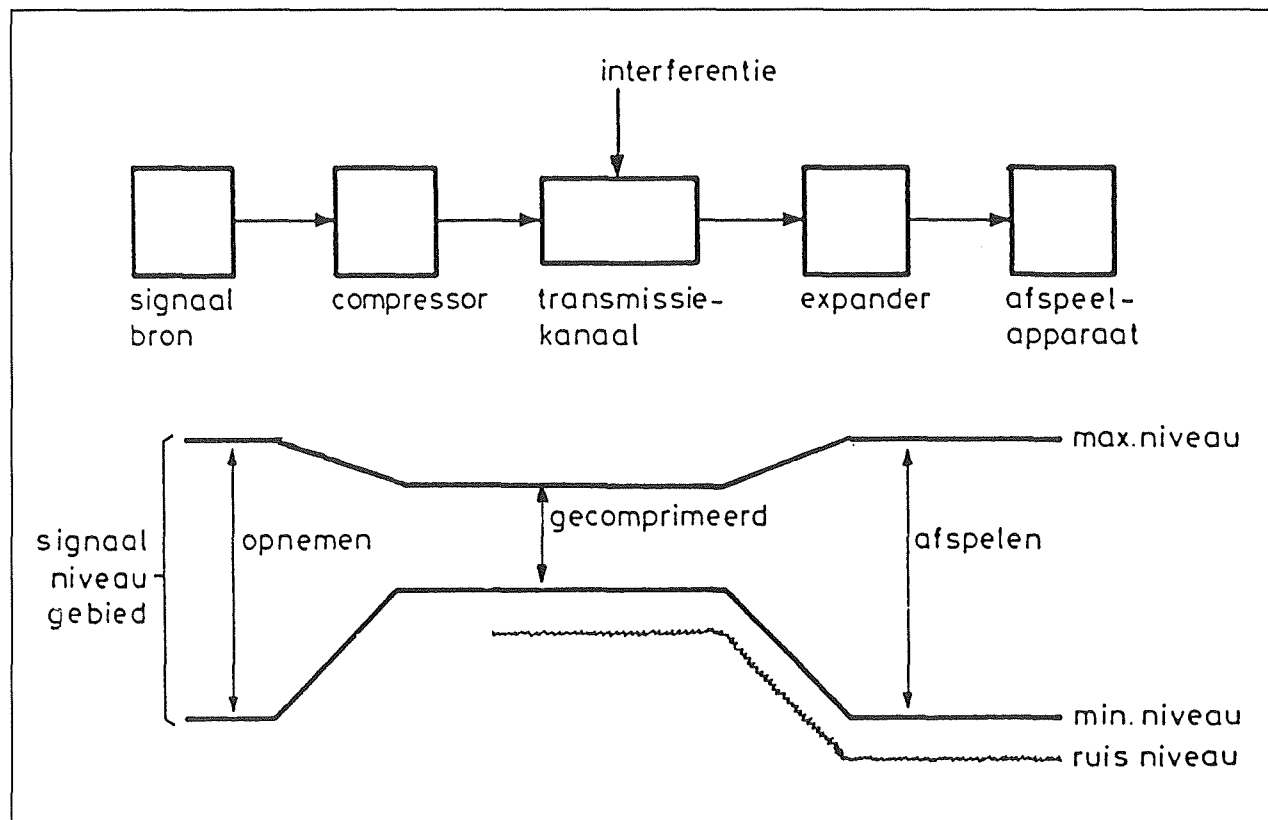 interferentie
signaal
bron
compressor
transmissie-
kanaal
expander
afspeel-
apparaat
max.niveau
signaal
niveau
gebied
opnemen
gecomprimeerd
afspelen
min. niveau
ruis niveau